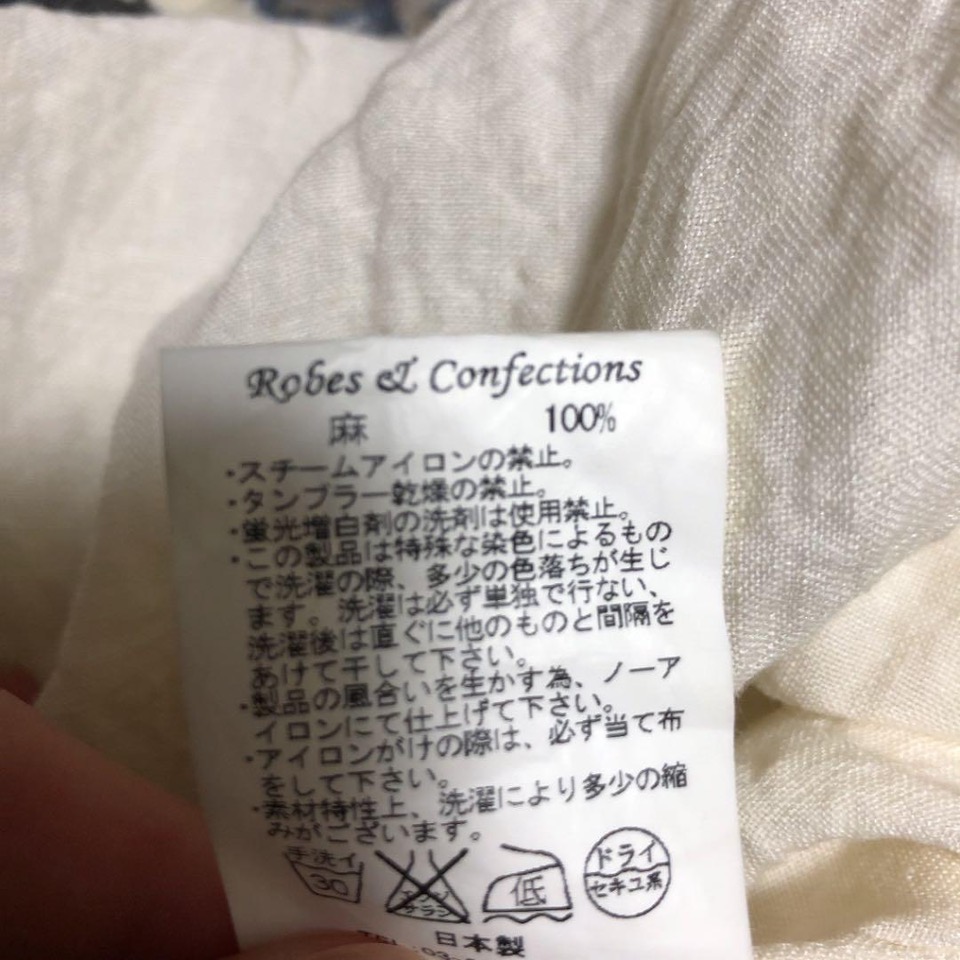 Robes & Confections
麻 100%
・スチームアイロンの禁止。
・タンブラー乾燥の禁止。
・蛍光増白剤の洗剤は使用禁止。
・この製品は特殊な染色によるもの
で洗濯の際、多少の色落ちが生じ
ます。洗濯は必ず単独で行ない、
洗濯後は直ぐに他のものと間隔を
あけて干して下さい。
・製品の風合いを生かす為、ノーア
イロンにて仕上げて下さい。
・アイロンがけの際は、必ず当て布
をして下さい。
・素材特性上、洗濯により多少の縮
みがございます。
手洗イ
30
エンソ
サラシ
低
ドライ
セキユ系
日本製
TEL:03-